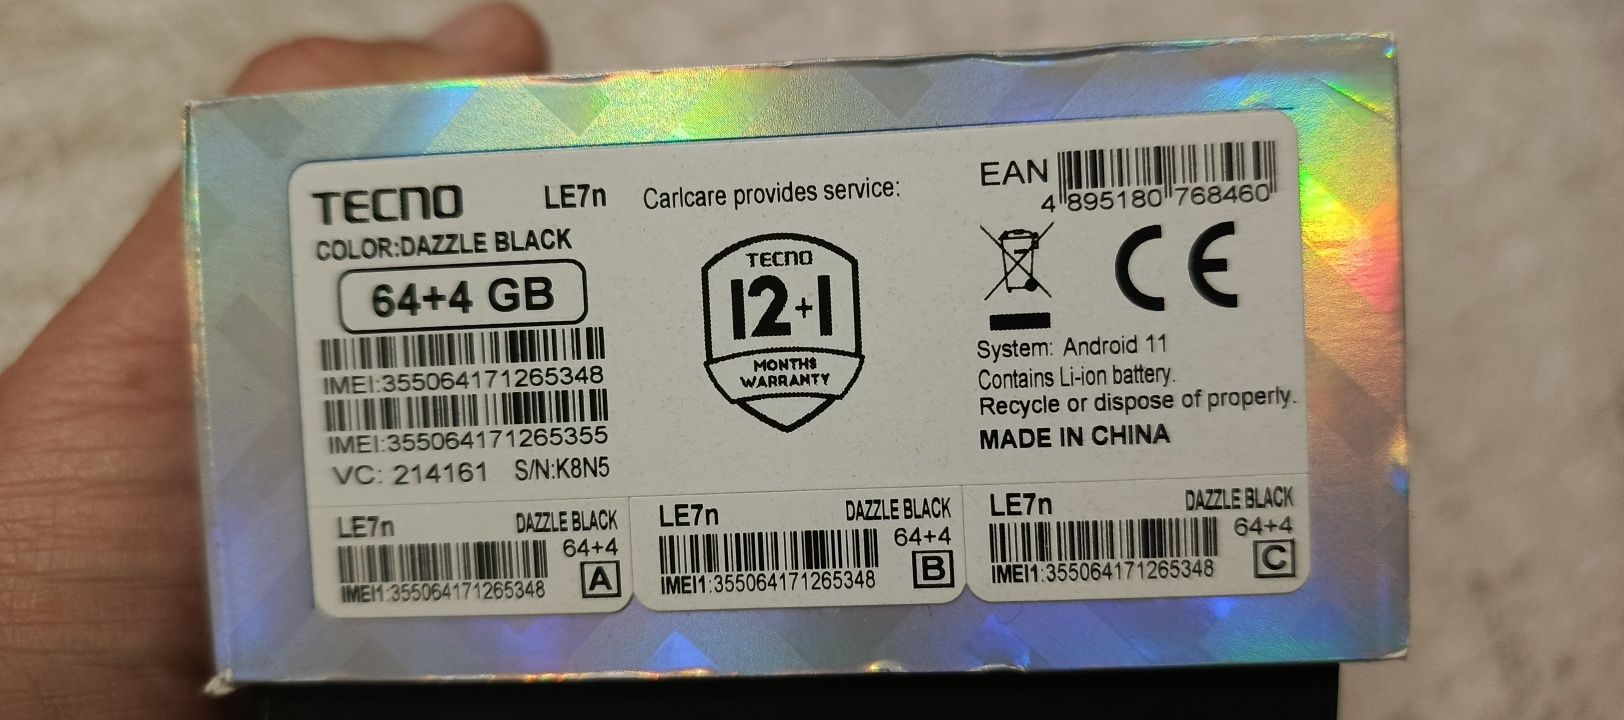 TECNO LE7n
COLOR:DAZZLE BLACK
64+4 GB
IMEI:355064171265348
IMEI:355064171265355
VC: 214161 S/N:K8N5
Carlcare provides service:
TECNO
12+1
MONTHS
WARRANTY
EAN
4 895180 768460
CE
System: Android 11
Contains Li-ion battery.
Recycle or dispose of properly.
MADE IN CHINA
LE7n DAZZLE BLACK
64+4
IMEI1:355064171265348 A
LE7n DAZZLE BLACK
64+4
IMEI1:355064171265348 B
LE7n DAZZLE BLACK
64+4
IMEI1:355064171265348 C